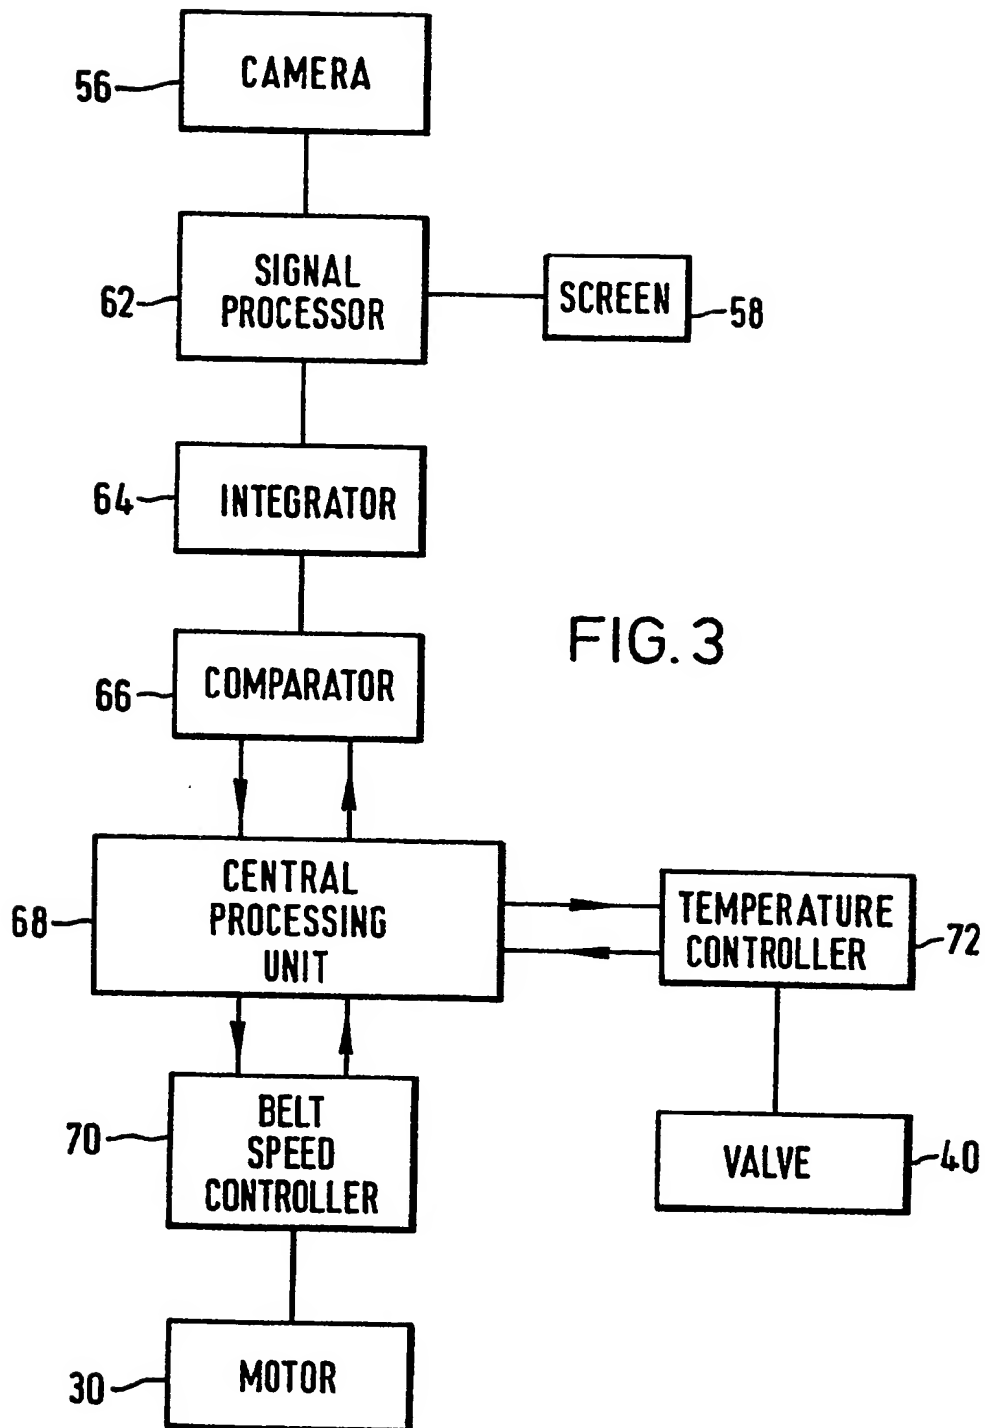 CAMERA
56
SIGNAL
PROCESSOR
62
SCREEN
58
INTEGRATOR
64
FIG. 3
COMPARATOR
66
CENTRAL
PROCESSING
UNIT
68
TEMPERATURE
CONTROLLER
72
BELT
SPEED
CONTROLLER
70
VALVE
40
MOTOR
30